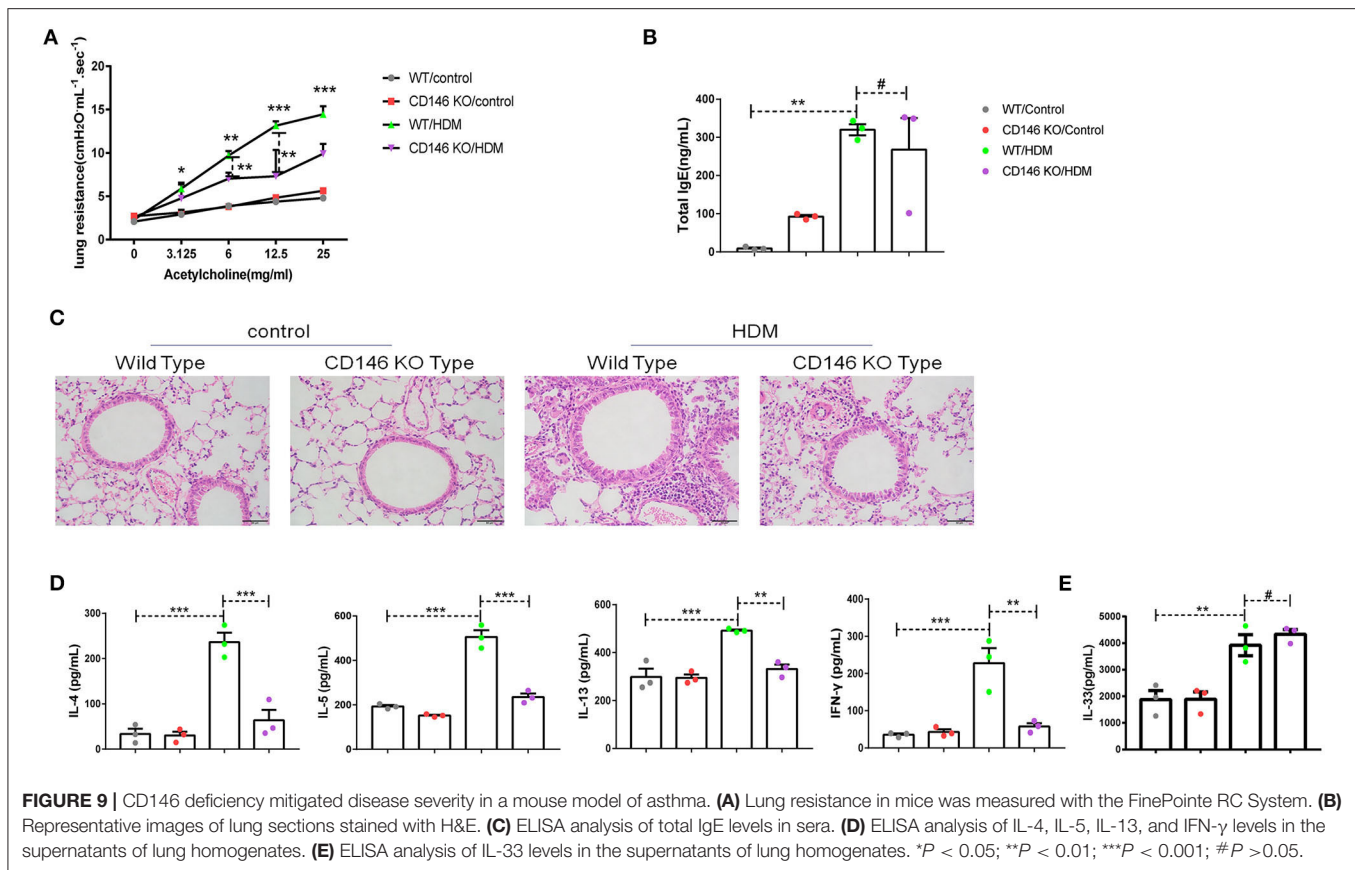 A
lung resistance(cmH₂O·mL⁻¹.sec⁻¹)
20
15
10
5
0
*
**
***
***
**
**
0 3.125 6 12.5 25
Acetylcholine(mg/ml)
WT/control
CD146 KO/control
WT/HDM
CD146 KO/HDM
B
Total IgE(ng/mL)
400
300
200
100
0
**
#
WT/Control
CD146 KO/Control
WT/HDM
CD146 KO/HDM
C
control
HDM
Wild Type
CD146 KO Type
Wild Type
CD146 KO Type
D
IL-4 (pg/mL)
300
200
100
0
***
***
IL-5 (pg/mL)
600
400
200
0
***
***
IL-13 (pg/mL)
600
400
200
0
***
**
IFN-γ (pg/mL)
400
300
200
100
0
***
**
E
IL-33(pg/mL)
5000
4000
3000
2000
1000
0
**
#
FIGURE 9 | CD146 deficiency mitigated disease severity in a mouse model of asthma. (A) Lung resistance in mice was measured with the FinePointe RC System. (B)
Representative images of lung sections stained with H&E. (C) ELISA analysis of total IgE levels in sera. (D) ELISA analysis of IL-4, IL-5, IL-13, and IFN-γ levels in the
supernatants of lung homogenates. (E) ELISA analysis of IL-33 levels in the supernatants of lung homogenates. *P < 0.05; **P < 0.01; ***P < 0.001; #P >0.05.